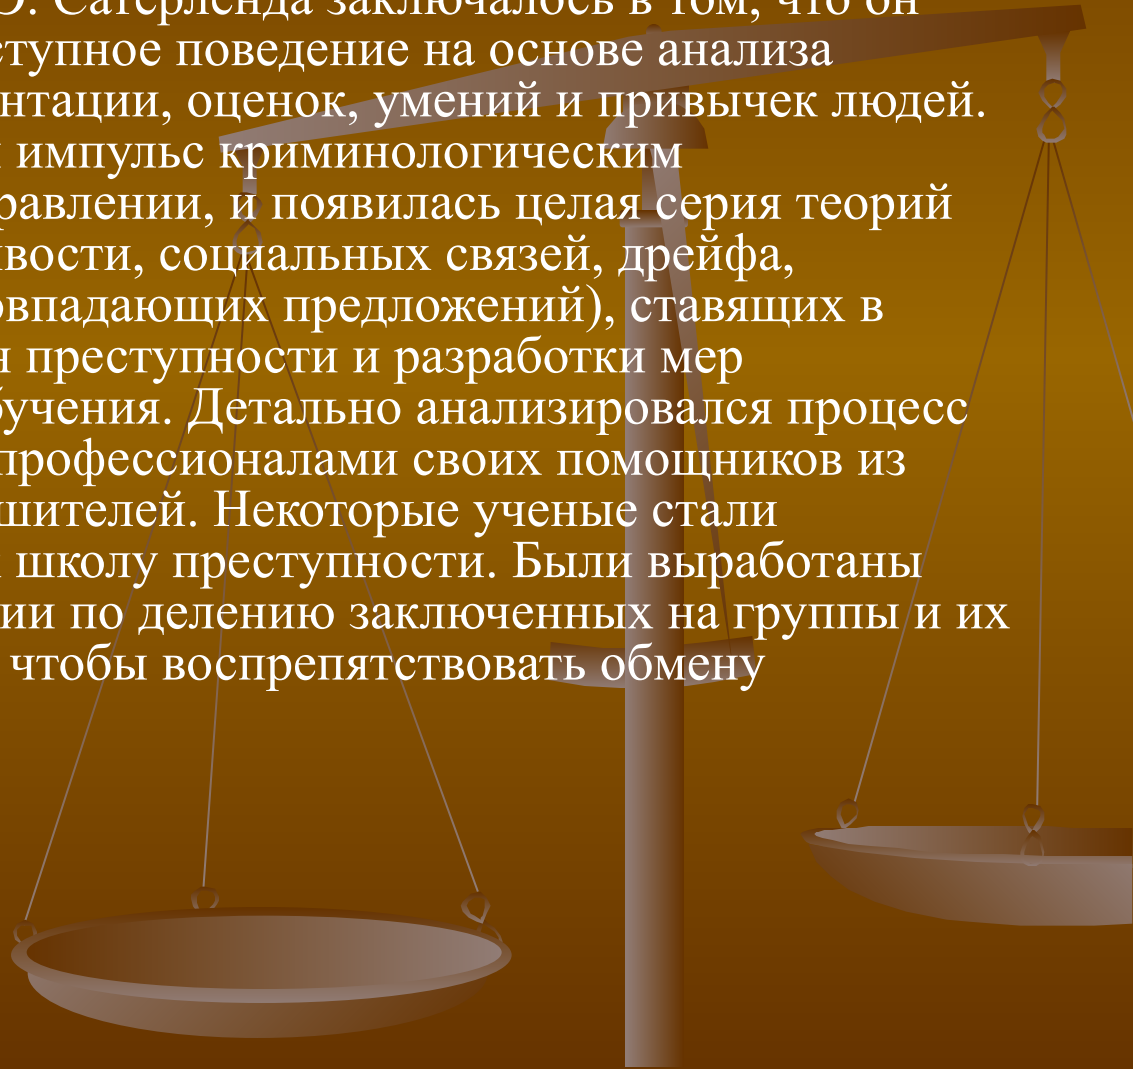 Э. Сатерленда заключалось в том, что он
ступное поведение на основе анализа
нтации, оценок, умений и привычек людей.
импульс криминологическим
равлении, и появилась целая серия теорий
ивости, социальных связей, дрейфа,
овпадающих предложений), ставящих в
н преступности и разработки мер
бучения. Детально анализировался процесс
профессионалами своих помощников из
шителей. Некоторые ученые стали
школу преступности. Были выработаны
ии по делению заключенных на группы и их
чтобы воспрепятствовать обмену